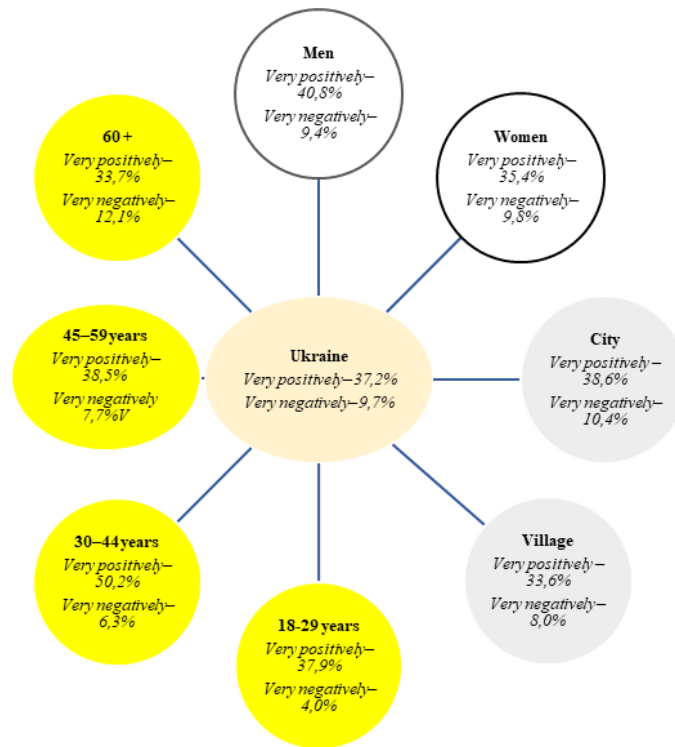 Men
Very positively–
40,8%
Very negatively–
9,4%
Women
Very positively–
35,4%
Very negatively–
9,8%
60+
Very positively–
33,7%
Very negatively–
12,1%
45–59 years
Very positively–
38,5%
Very negatively
7,7%V
Ukraine
Very positively–37,2%
Very negatively–9,7%
City
Very positively –
38,6%
Very negatively–
10,4%
30–44 years
Very positively–
50,2%
Very negatively–
6,3%
Village
Very positively –
33,6%
Very negatively–
8,0%
18-29 years
Very positively–
37,9%
Very negatively–
4,0%